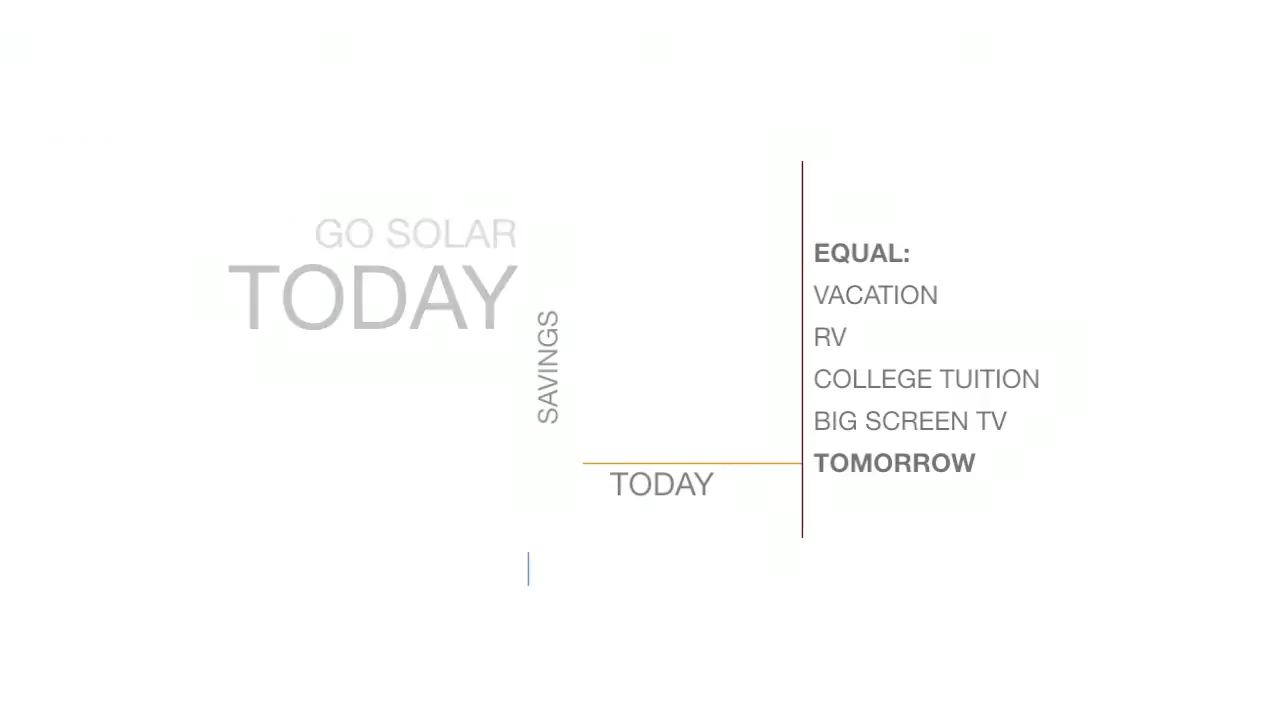 GO SOLAR
TODAY
SAVINGS
TODAY
EQUAL:
VACATION
RV
COLLEGE TUITION
BIG SCREEN TV
TOMORROW